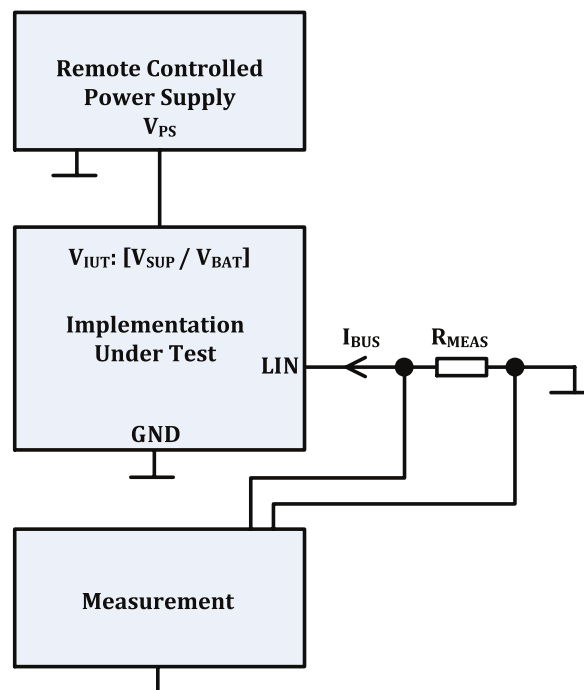 Remote Controlled
Power Supply
VPS
VIUT: [VSUP / VBAT]
Implementation
Under Test
LIN
GND
IBUS
RMEAS
Measurement